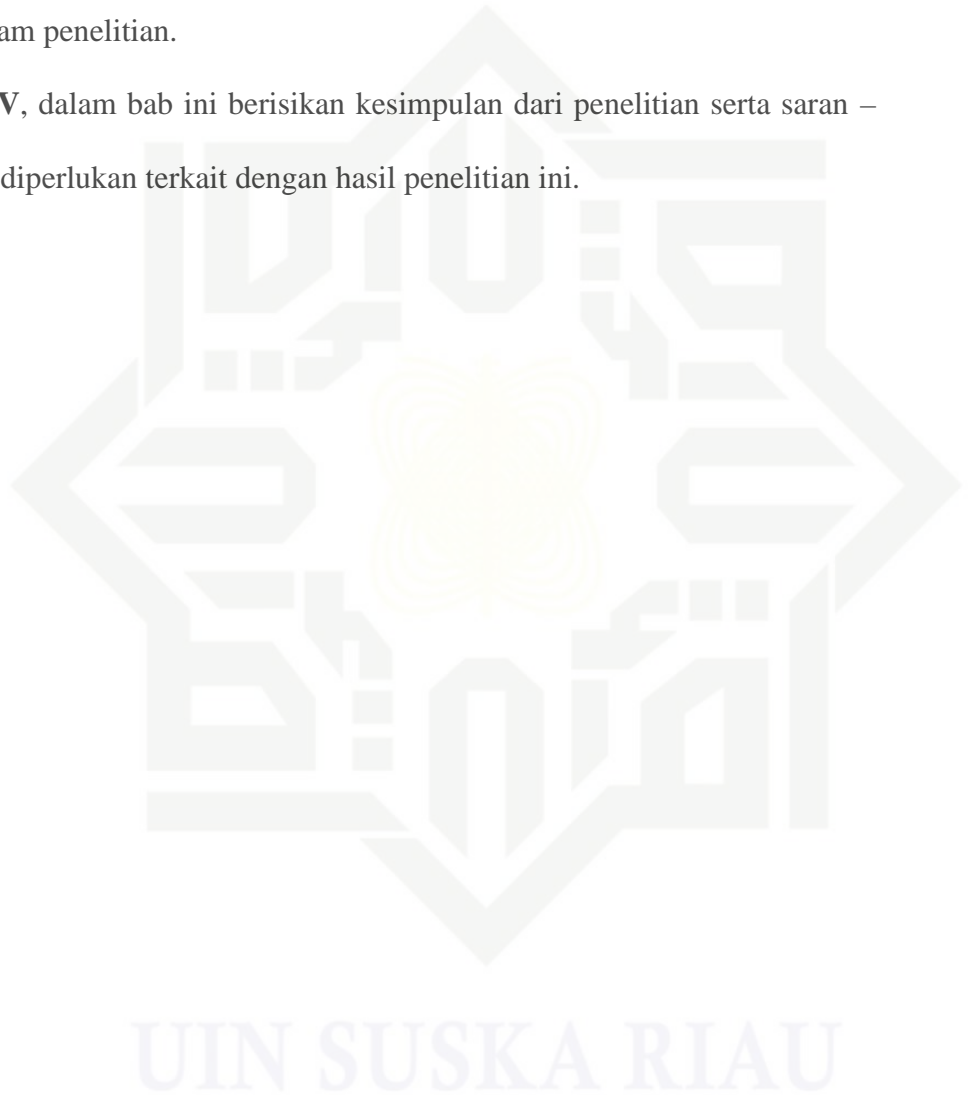 am penelitian.
V, dalam bab ini berisikan kesimpulan dari penelitian serta saran –
diperlukan terkait dengan hasil penelitian ini.
UIN SUSKA RIAU